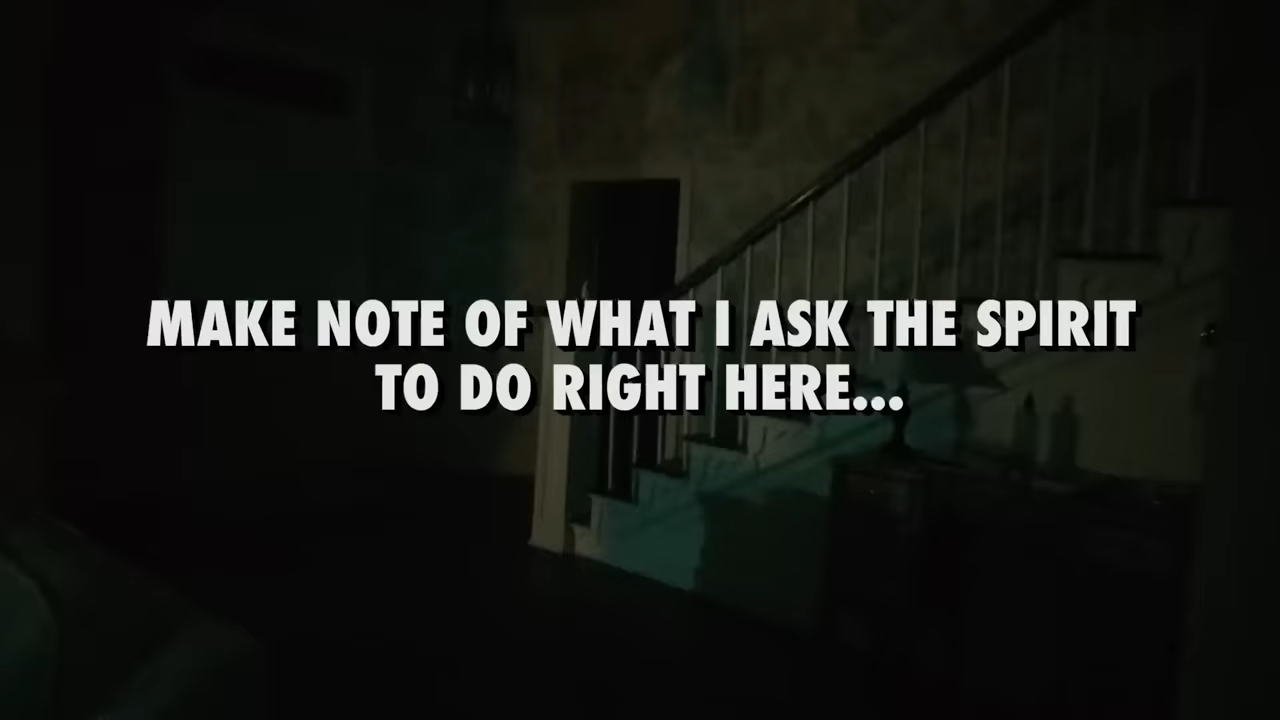 MAKE NOTE OF WHAT I ASK THE SPIRIT
TO DO RIGHT HERE...